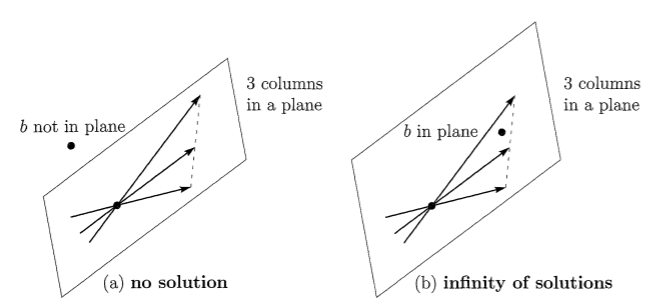 b not in plane
3 columns
in a plane
(a) no solution
b in plane
3 columns
in a plane
(b) infinity of solutions